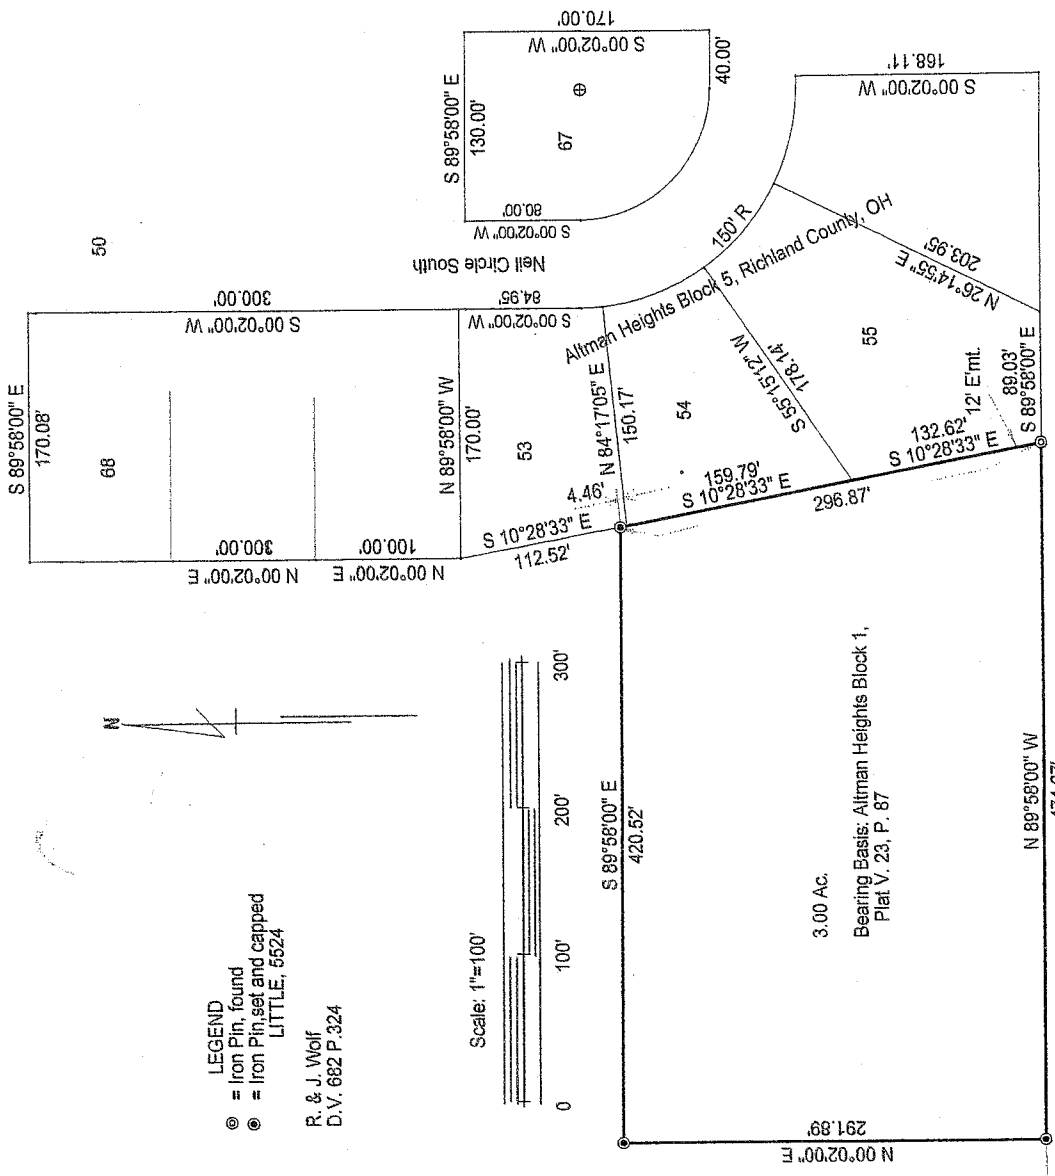 S 89°58'00" E
170.08'
68
300.00'
S 00°02'00" W
50
N 00°02'00" E
300.00'
N 00°02'00" E
100.00'
N 89°58'00" W
170.00'
53
84.95'
S 00°02'00" W
Neil Circle South
S 89°58'00" E
130.00'
80.00'
S 00°02'00" W
67
170.00'
S 00°02'00" W
40.00'
168.11'
S 00°02'00" W
150' R
Altman Heights Block 5, Richland County, OH
N 84°17'05" E
150.17'
54
S 55°15'12" W
178.14'
55
203.95'
N 26°14'55" E
12' E'mt.
89.03'
S 89°58'00" E
132.62'
S 10°28'33" E
159.79'
S 10°28'33" E
296.87'
4.46'
S 10°28'33" E
112.52'
N
LEGEND
= Iron Pin, found
= Iron Pin,set and capped
LITTLE, 5524
R. & J. Wolf
D.V. 682 P.324
Scale: 1"=100'
0
100'
200'
300'
S 89°58'00" E
420.52'
3.00 Ac.
Bearing Basis: Altman Heights Block 1,
Plat V. 23, P. 87
291.89'
N 00°02'00" E
N 89°58'00" W